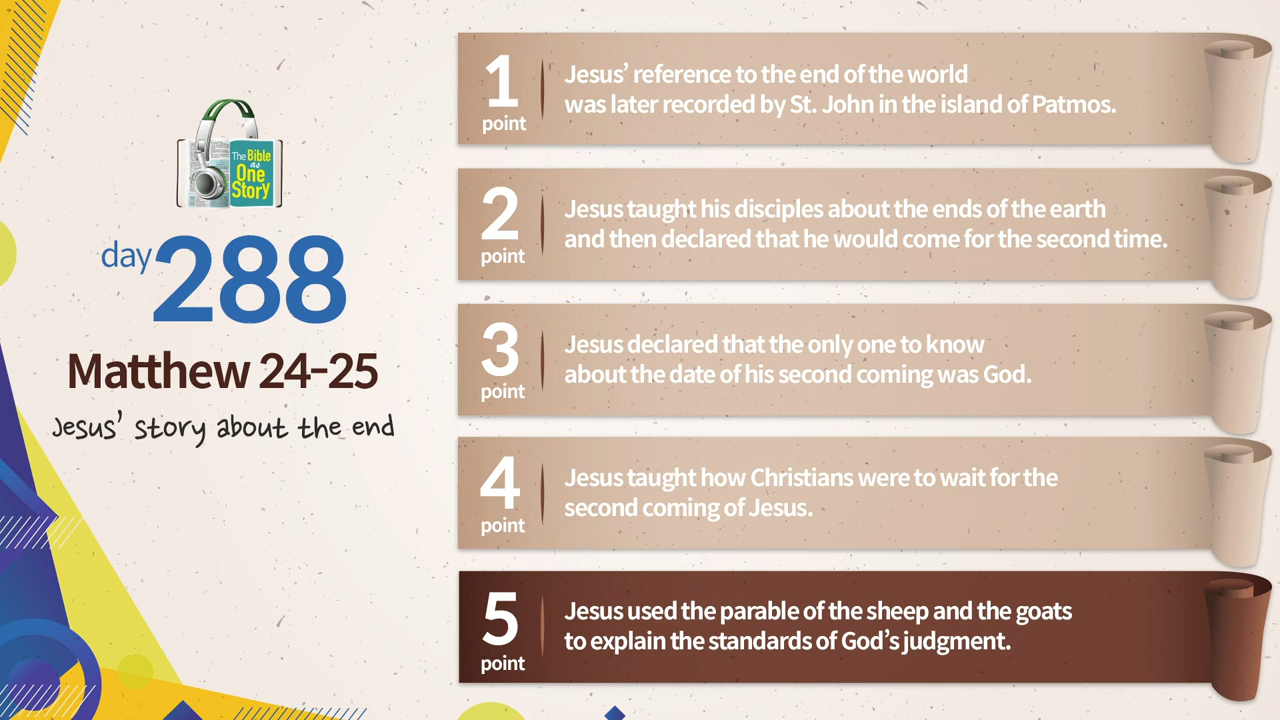 The Bible
as
One
Story
day 288
Matthew 24-25
Jesus' story about the end
1
point
Jesus' reference to the end of the world
was later recorded by St. John in the island of Patmos.
2
point
Jesus taught his disciples about the ends of the earth
and then declared that he would come for the second time.
3
point
Jesus declared that the only one to know
about the date of his second coming was God.
4
point
Jesus taught how Christians were to wait for the
second coming of Jesus.
5
point
Jesus used the parable of the sheep and the goats
to explain the standards of God's judgment.